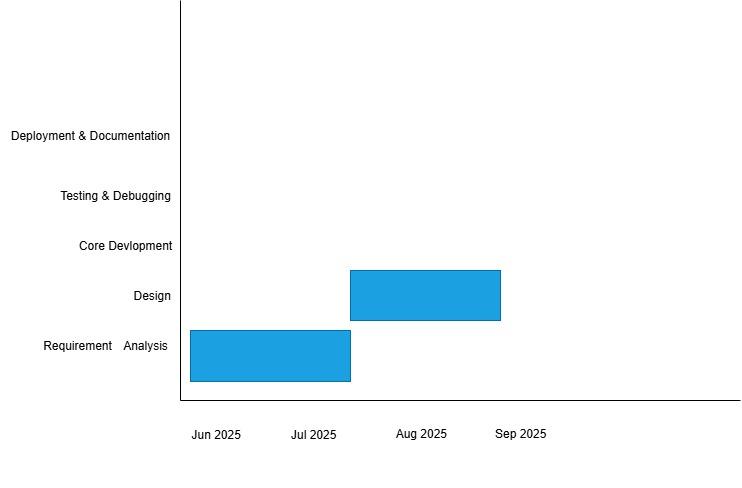 Deployment & Documentation
Testing & Debugging
Core Devlopment
Design
Requirement Analysis
Jun 2025 Jul 2025 Aug 2025 Sep 2025